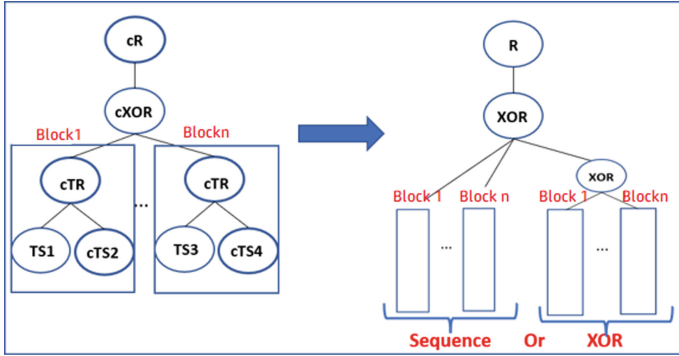 cR
R
cXOR
XOR
Block1
Blockn
cTR
...
cTR
XOR
Block 1
Block n
Block 1
Blockn
TS1
cTS2
TS3
cTS4
...
...
Sequence Or XOR